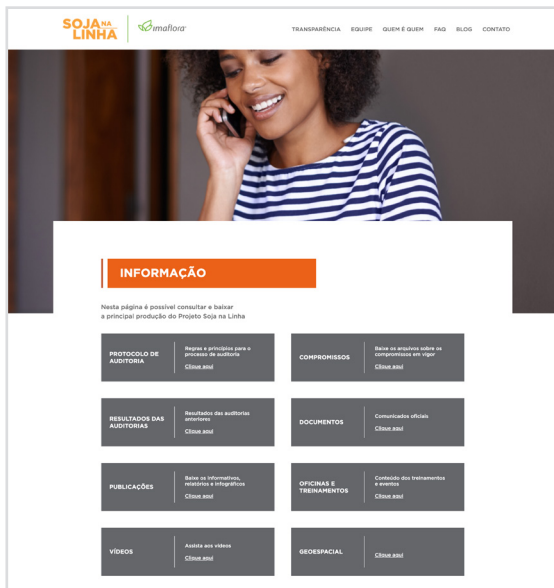 SOJA NA
LINHA
imaflora
TRANSPARÊNCIA EQUIPE QUEM É QUEM FAQ BLOG CONTATO
INFORMAÇÃO
Nesta página é possível consultar e baixar
a principal produção do Projeto Soja na Linha
PROTOCOLO DE
AUDITORIA
Regras e princípios para o
processo de auditoria
Clique aqui
COMPROMISSOS
Baixe os arquivos sobre os
compromissos em vigor
Clique aqui
RESULTADOS DAS
AUDITORIAS
Resultados das auditorias
anteriores
Clique aqui
DOCUMENTOS
Comunicados oficiais
Clique aqui
PUBLICAÇÕES
Baixe os informativos,
relatórios e infográficos
Clique aqui
OFICINAS E
TREINAMENTOS
Conteúdo dos treinamentos
e eventos
Clique aqui
VÍDEOS
Assista aos vídeos
Clique aqui
GEOESPACIAL
Clique aqui